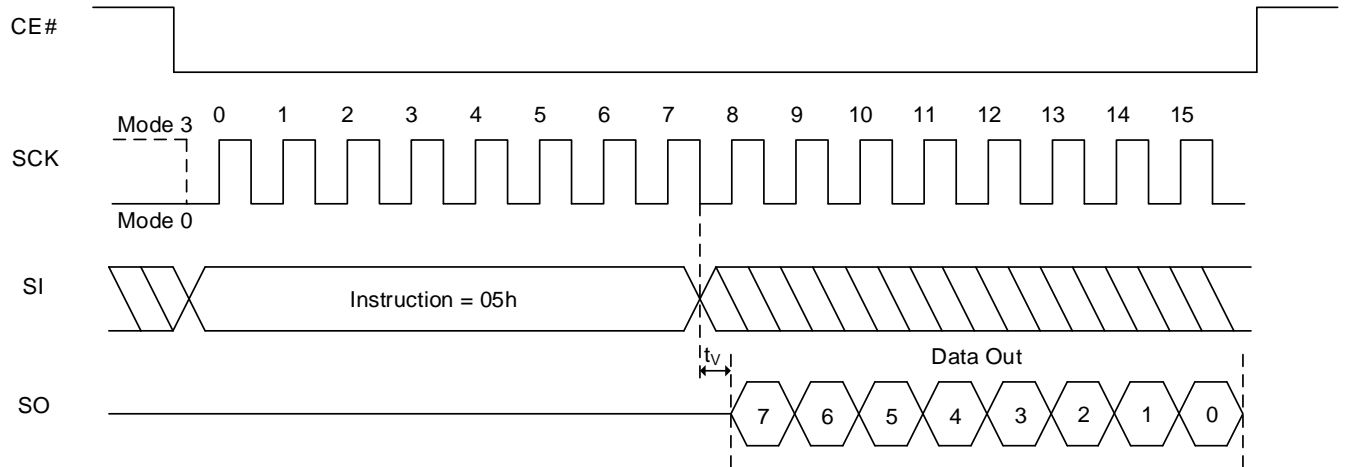 CE#
0 1 2 3 4 5 6 7 8 9 10 11 12 13 14 15
Mode 3
SCK
Mode 0
SI
Instruction = 05h
tV
Data Out
SO
7 6 5 4 3 2 1 0